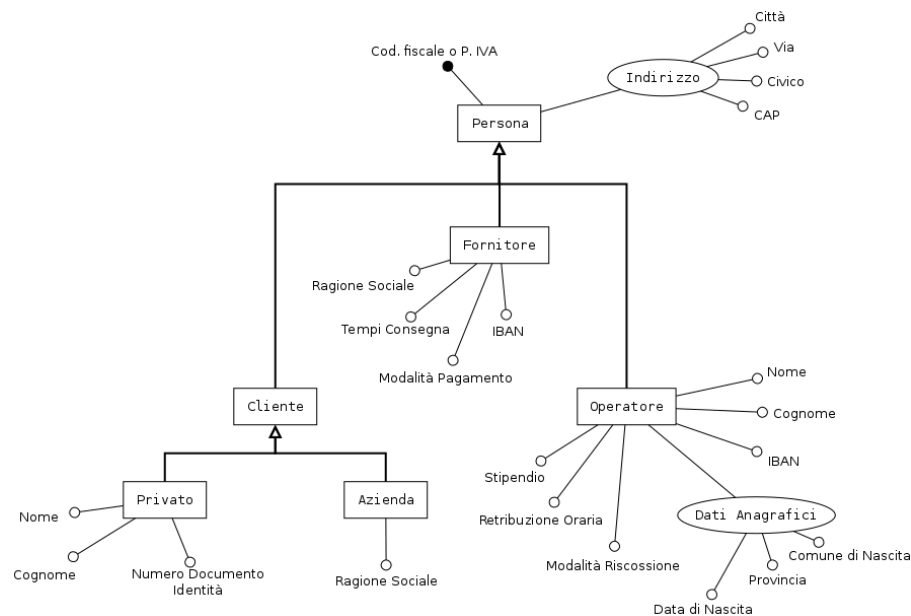 Città
Cod. fiscale o P. IVA
Via
Indirizzo
Civico
CAP
Persona
Fornitore
Ragione Sociale
Tempi Consegna
IBAN
Modalità Pagamento
Nome
Cliente
Operatore
Cognome
IBAN
Stipendio
Privato
Azienda
Nome
Retribuzione Oraria
Dati Anagrafici
Comune di Nascita
Modalità Riscossione
Cognome
Numero Documento
Identità
Ragione Sociale
Provincia
Data di Nascita